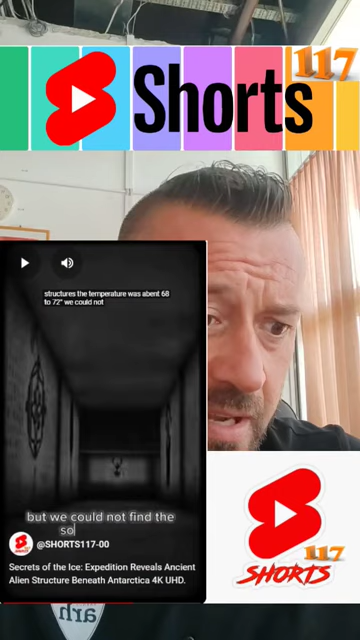 Shorts
117
structures the temperature was abent 68
to 72° we could not
but we could not find the
so
@SHORTS117-00
Secrets of the Ice: Expedition Reveals Ancient
Alien Structure Beneath Antarctica 4K UHD.
117
SHORTS
arh